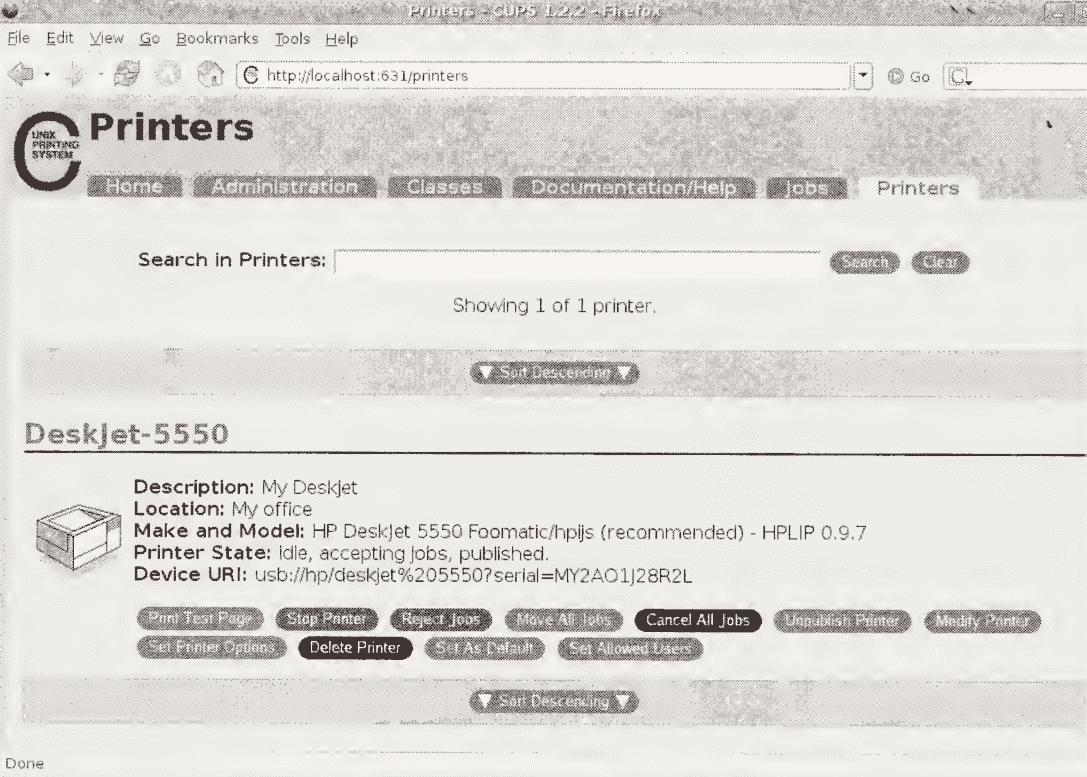 Printers - CUPS 1.2.2 - Firefox
File Edit View Go Bookmarks Tools Help
http://localhost:631/printers Go
UNIX
PRINTING
SYSTEM
Printers
Home Administration Classes Documentation/Help Jobs Printers
Search in Printers: Search Clear
Showing 1 of 1 printer.
▼ Sort Descending ▼
DeskJet-5550
Description: My Deskjet
Location: My office
Make and Model: HP DeskJet 5550 Foomatic/hpijs (recommended) - HPLIP 0.9.7
Printer State: idle, accepting jobs, published.
Device URI: usb://hp/deskjet%205550?serial=MY2AQ1J28R2L
Print Test Page Stop Printer Reject Jobs Move All Jobs Cancel All Jobs Unpublish Printer Modify Printer
Set Printer Options Delete Printer Set As Default Set Allowed Users
▼ Sort Descending ▼
Done